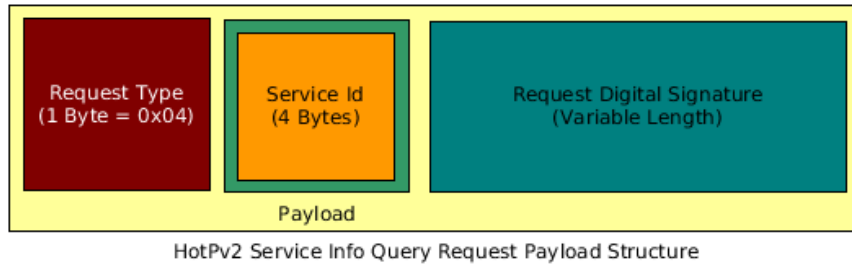 Request Type
(1 Byte = 0x04)
Service Id
(4 Bytes)
Request Digital Signature
(Variable Length)
Payload
HotPv2 Service Info Query Request Payload Structure